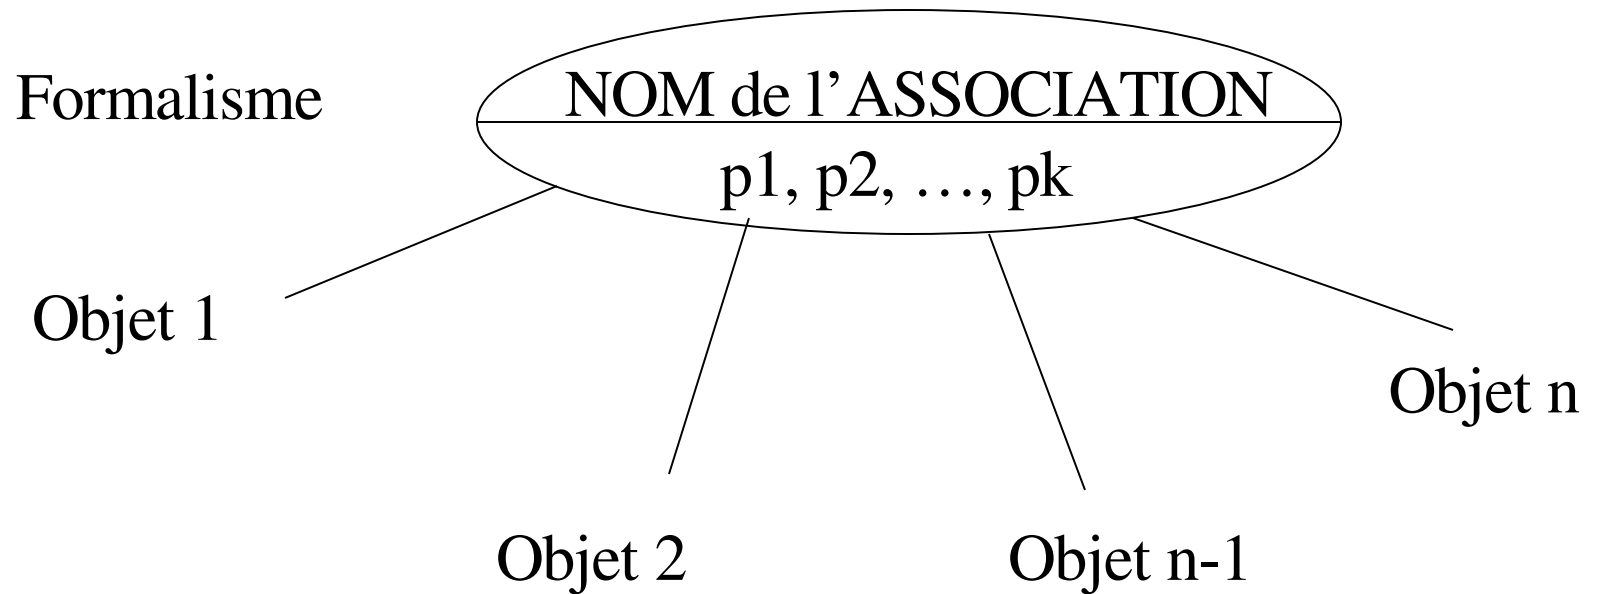 Formalisme
NOM de l’ASSOCIATION
p1, p2, …, pk
Objet 1
Objet n
Objet 2
Objet n-1